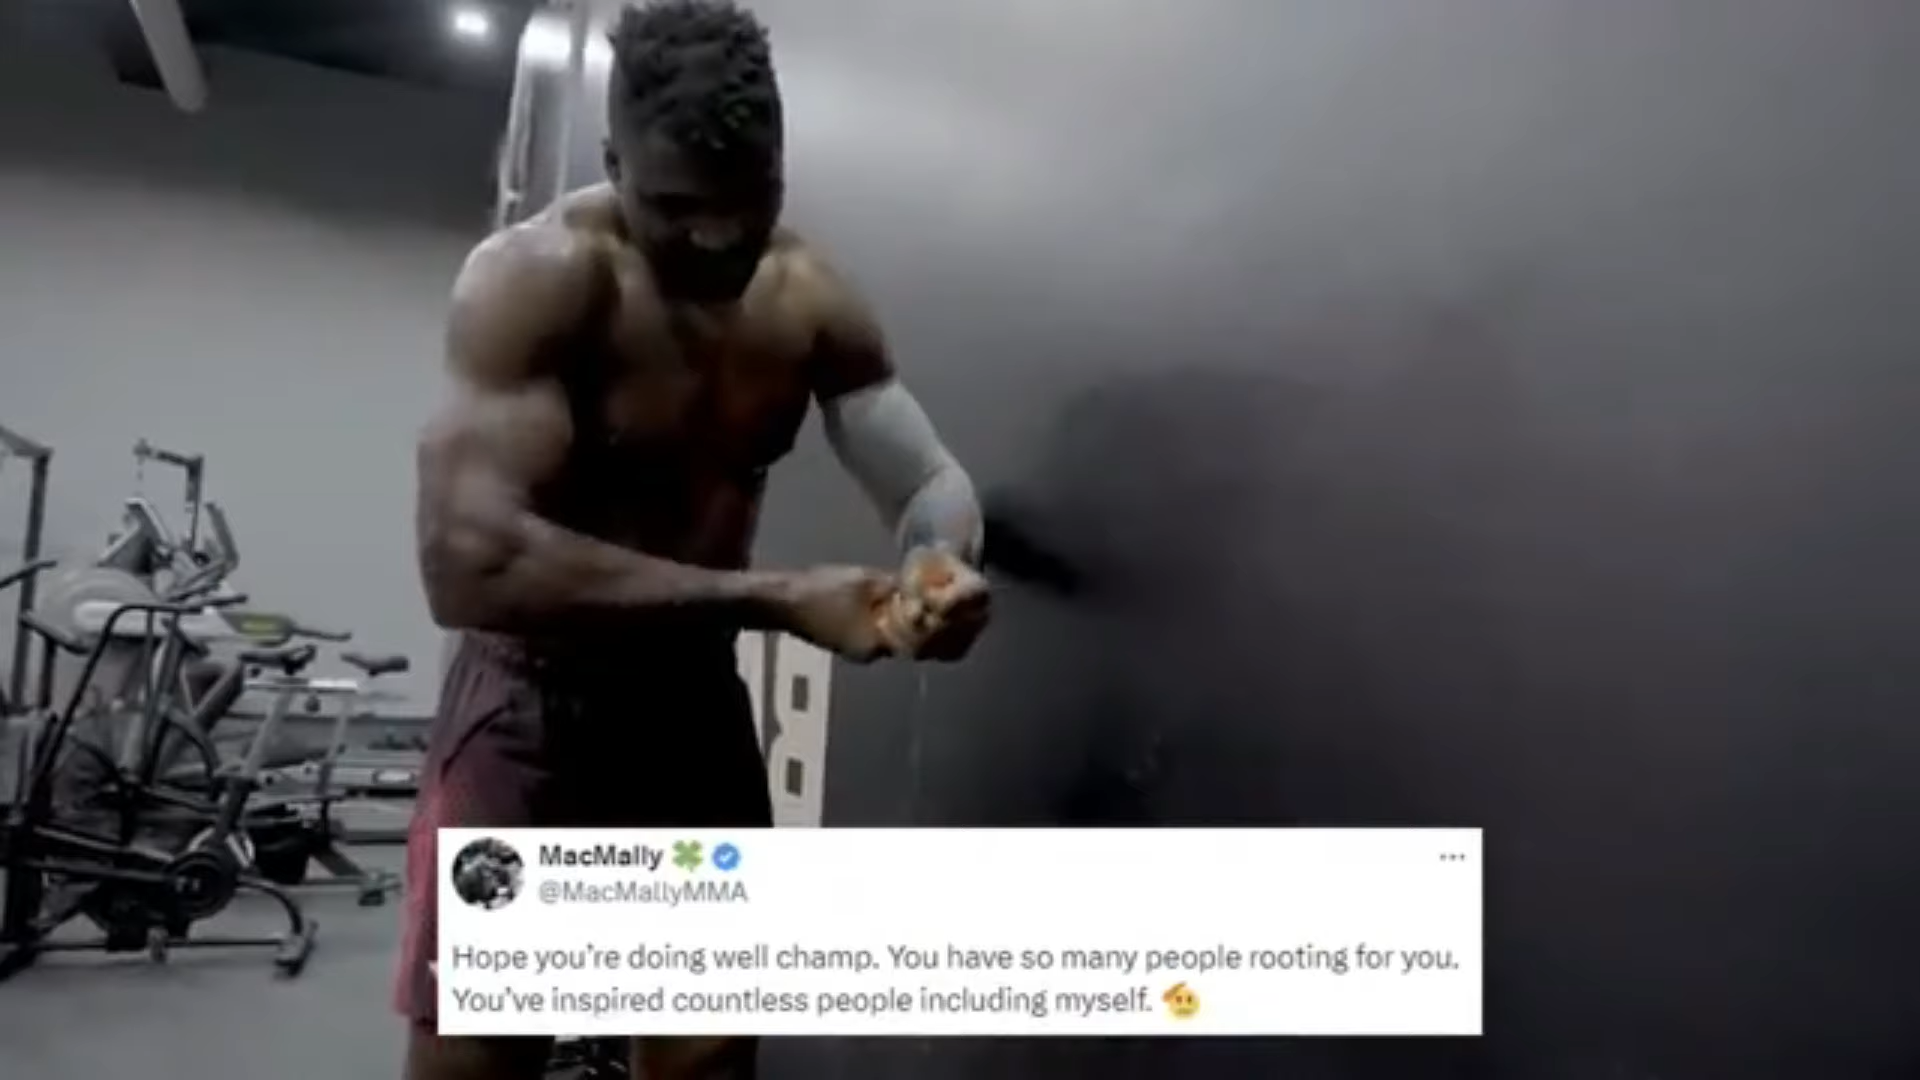 MacMally 🍀
@MacMallyMMA
Hope you're doing well champ. You have so many people rooting for you.
You've inspired countless people including myself. 🫡